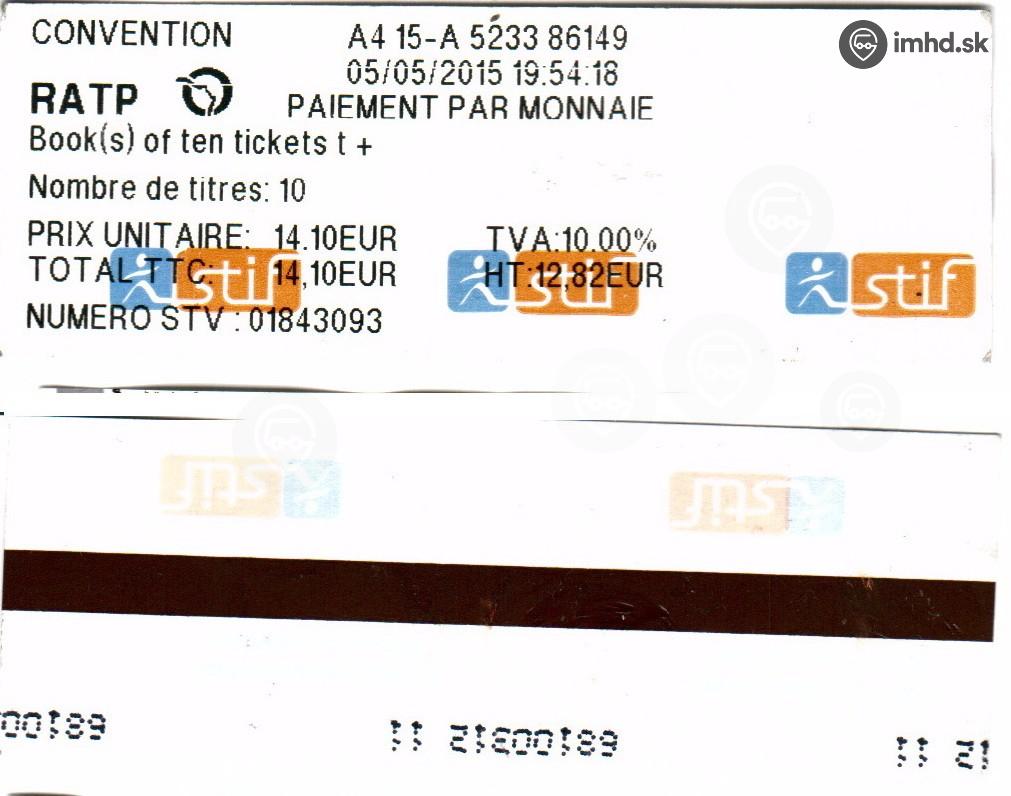 CONVENTION A4 15-A 5233 86149
imhd.sk
05/05/2015 19:54:18
RATP PAIEMENT PAR MONNAIE
Book(s) of ten tickets t +
Nombre de titres: 10
PRIX UNITAIRE: 14.10EUR TVA:10.00%
TOTAL TTC: 14,10EUR HT:12,82EUR
stif stif stif
NUMERO STV : 01843093
stif stif